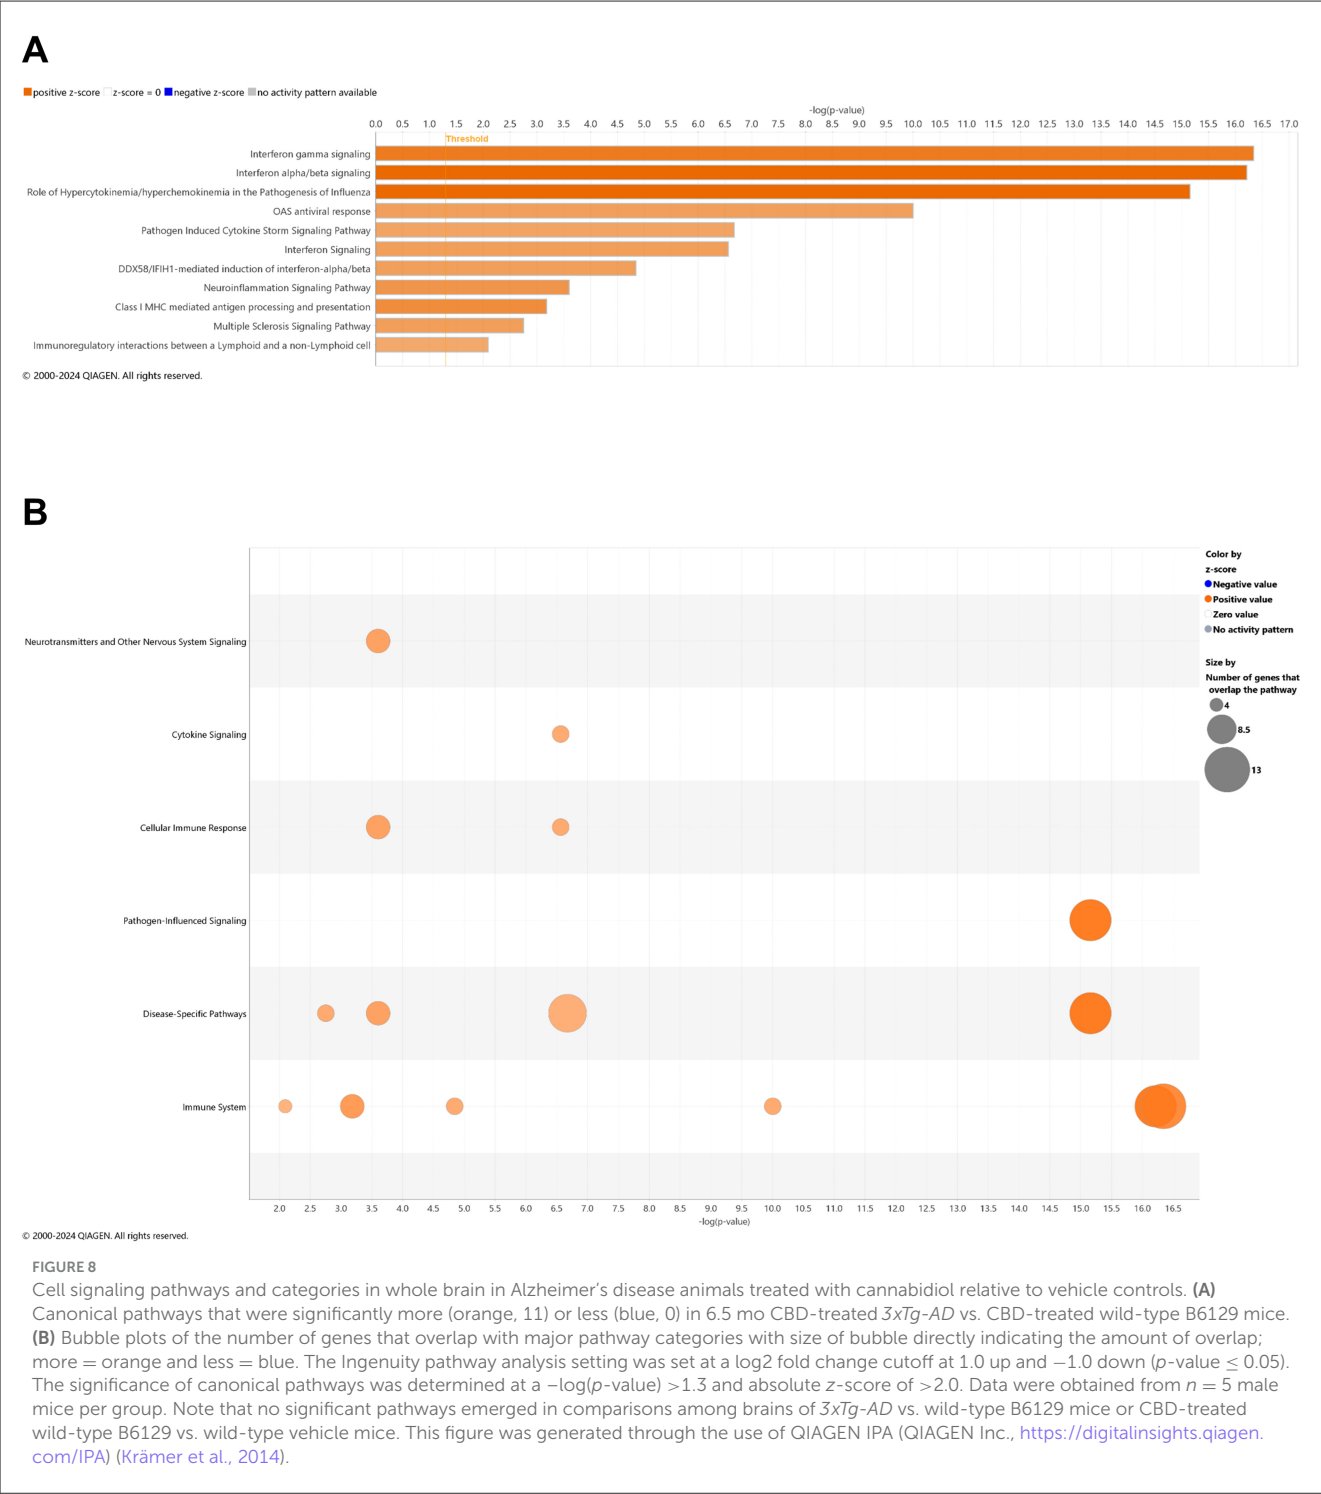 A
positive z-score z-score = 0 negative z-score no activity pattern available
-log(p-value)
0.0 0.5 1.0 1.5 2.0 2.5 3.0 3.5 4.0 4.5 5.0 5.5 6.0 6.5 7.0 7.5 8.0 8.5 9.0 9.5 10.0 10.5 11.0 11.5 12.0 12.5 13.0 13.5 14.0 14.5 15.0 15.5 16.0 16.5 17.0
Threshold
Interferon gamma signaling
Interferon alpha/beta signaling
Role of Hypercytokinemia/hyperchemokinemia in the Pathogenesis of Influenza
OAS antiviral response
Pathogen Induced Cytokine Storm Signaling Pathway
Interferon Signaling
DDX58/IFIH1-mediated induction of interferon-alpha/beta
Neuroinflammation Signaling Pathway
Class I MHC mediated antigen processing and presentation
Multiple Sclerosis Signaling Pathway
Immunoregulatory interactions between a Lymphoid and a non-Lymphoid cell
© 2000-2024 QIAGEN. All rights reserved.
B
Color by
z-score
Negative value
Positive value
Zero value
No activity pattern
Size by
Number of genes that
overlap the pathway
4
8.5
13
Neurotransmitters and Other Nervous System Signaling
Cytokine Signaling
Cellular Immune Response
Pathogen-Influenced Signaling
Disease-Specific Pathways
Immune System
2.0 2.5 3.0 3.5 4.0 4.5 5.0 5.5 6.0 6.5 7.0 7.5 8.0 8.5 9.0 9.5 10.0 10.5 11.0 11.5 12.0 12.5 13.0 13.5 14.0 14.5 15.0 15.5 16.0 16.5
-log(p-value)
© 2000-2024 QIAGEN. All rights reserved.
FIGURE 8
Cell signaling pathways and categories in whole brain in Alzheimer's disease animals treated with cannabidiol relative to vehicle controls. (A)
Canonical pathways that were significantly more (orange, 11) or less (blue, 0) in 6.5 mo CBD-treated 3xTg-AD vs. CBD-treated wild-type B6129 mice.
(B) Bubble plots of the number of genes that overlap with major pathway categories with size of bubble directly indicating the amount of overlap;
more = orange and less = blue. The Ingenuity pathway analysis setting was set at a log2 fold change cutoff at 1.0 up and −1.0 down (p-value ≤ 0.05).
The significance of canonical pathways was determined at a −log(p-value) >1.3 and absolute z-score of >2.0. Data were obtained from n = 5 male
mice per group. Note that no significant pathways emerged in comparisons among brains of 3xTg-AD vs. wild-type B6129 mice or CBD-treated
wild-type B6129 vs. wild-type vehicle mice. This figure was generated through the use of QIAGEN IPA (QIAGEN Inc., https://digitalinsights.qiagen.
com/IPA) (Krämer et al., 2014).